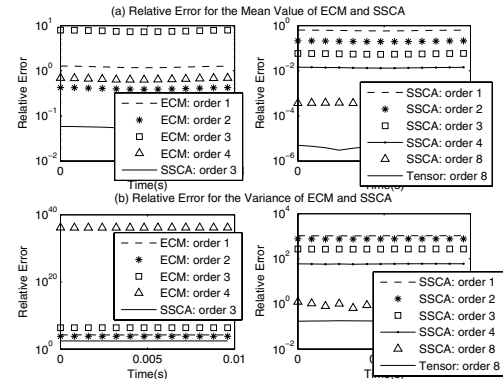 (a) Relative Error for the Mean Value of ECM and SSCA
Relative Error
10^1
10^0
10^−1
10^−2
0
Time(s)
ECM: order 1
ECM: order 2
ECM: order 3
ECM: order 4
SSCA: order 3
Relative Error
10^0
10^−2
10^−4
10^−6
0
Time(s)
SSCA: order 1
SSCA: order 2
SSCA: order 3
SSCA: order 4
SSCA: order 8
Tensor: order 8
(b) Relative Error for the Variance of ECM and SSCA
Relative Error
10^40
10^20
10^0
0
0.005
0.01
Time(s)
ECM: order 1
ECM: order 2
ECM: order 3
ECM: order 4
SSCA: order 3
Relative Error
10^4
10^2
10^0
10^−2
0
Time(s)
SSCA: order 1
SSCA: order 2
SSCA: order 3
SSCA: order 4
SSCA: order 8
Tensor: order 8